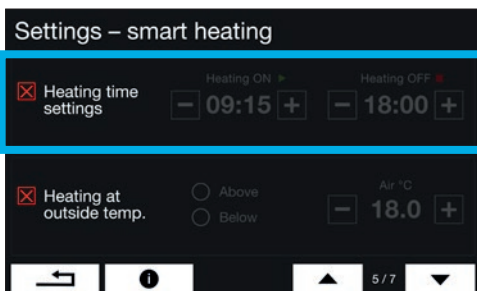 Settings – smart heating
Heating ON
Heating OFF
Heating time
settings
– 09:15 +
– 18:00 +
Heating at
outside temp.
Above
Below
Air °C
– 18.0 +
i
5/7